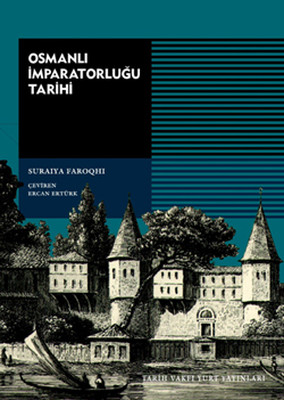 OSMANLI
İMPARATORLUĞU
TARİHİ
SURAIYA FAROQHI
ÇEVİREN
ERCAN ERTÜRK
TARİH VAKFI YURT YAYINLARI